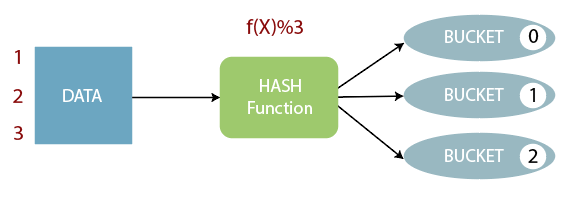 f(X)%3
1
2
3
DATA
HASH
Function
BUCKET 0
BUCKET 1
BUCKET 2